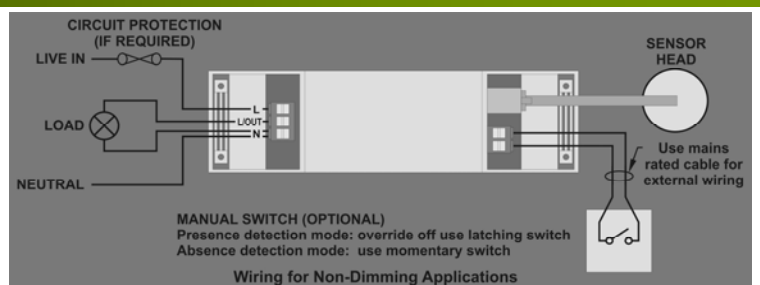 CIRCUIT PROTECTION
(IF REQUIRED)
LIVE IN
LOAD
NEUTRAL
L
L/OUT
N
SENSOR
HEAD
Use mains
rated cable for
external wiring
MANUAL SWITCH (OPTIONAL)
Presence detection mode: override off use latching switch
Absence detection mode: use momentary switch
Wiring for Non-Dimming Applications